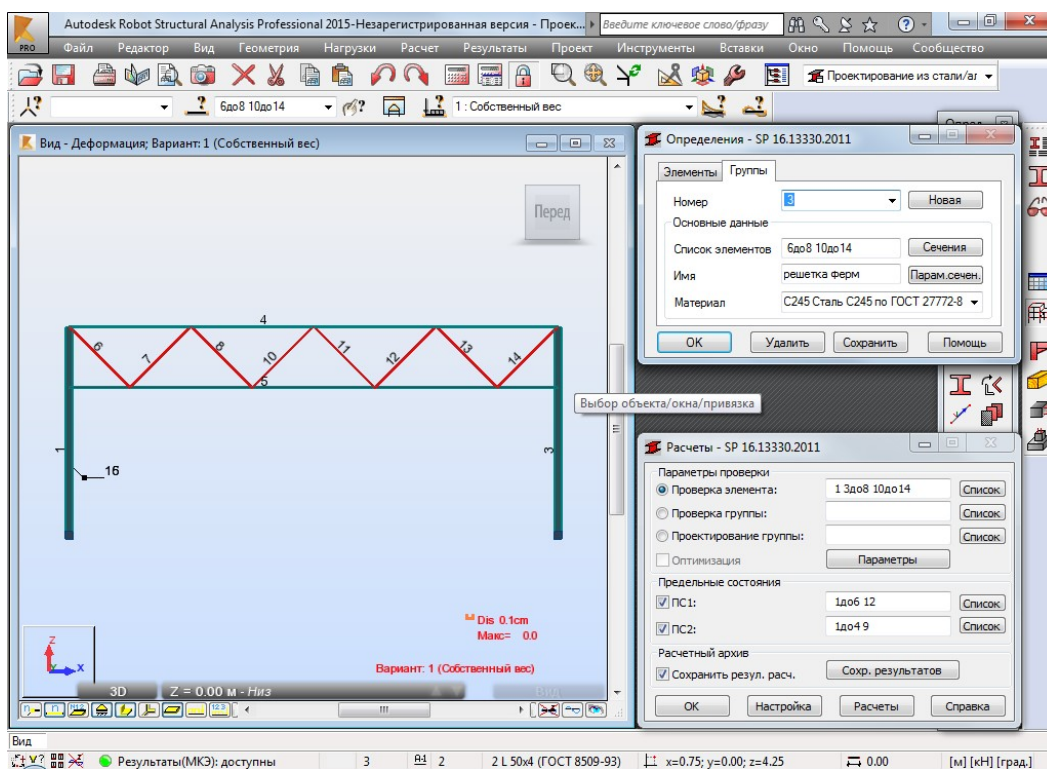 Autodesk Robot Structural Analysis Professional 2015-Незарегистрированная версия - Проек... Введите ключевое слово/фразу
PRO Файл Редактор Вид Геометрия Нагрузки Расчет Результаты Проект Инструменты Вставки Окно Помощь Сообщество
Проектирование из стали/аг
6до8 10до14 1 : Собственный вес
Вид - Деформация; Вариант: 1 (Собственный вес)
Перед
4
6 7 8 10 11 12 13 14
5
1 3
16
Dis 0.1cm
Макс= 0.0
Вариант: 1 (Собственный вес)
Z
Y X
3D Z = 0.00 м - Низ Вид
Определения - SP 16.13330.2011
Элементы Группы
Номер 3 Новая
Основные данные
Список элементов 6до8 10до14 Сечения
Имя решетка ферм Парам.сечен.
Материал C245 Сталь C245 по ГОСТ 27772-8
OK Удалить Сохранить Помощь
Выбор объекта/окна/привязка
Расчеты - SP 16.13330.2011
Параметры проверки
Проверка элемента: 1 3до8 10до14 Список
Проверка группы: Список
Проектирование группы: Список
Оптимизация Параметры
Предельные состояния
ПС1: 1до6 12 Список
ПС2: 1до4 9 Список
Расчетный архив
Сохранить резул. расч. Сохр. результатов
OK Настройка Расчеты Справка
Вид
Результаты(МКЭ): доступны 3 2 2 L 50x4 (ГОСТ 8509-93) x=0.75; y=0.00; z=4.25 0.00 [м] [кН] [град.]